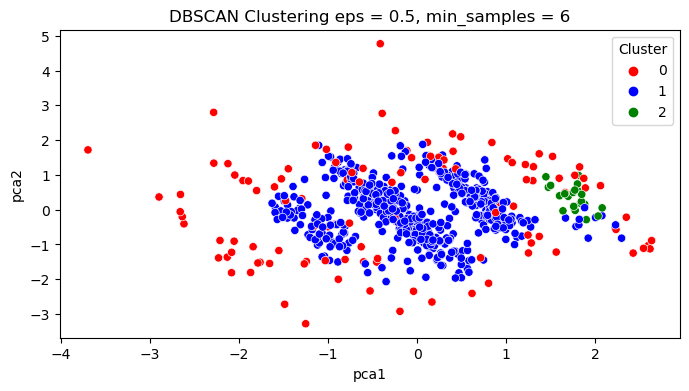 DBSCAN Clustering eps = 0.5, min_samples = 6
Cluster
0
1
2
pca2
5
4
3
2
1
0
−1
−2
−3
−4 −3 −2 −1 0 1 2
pca1